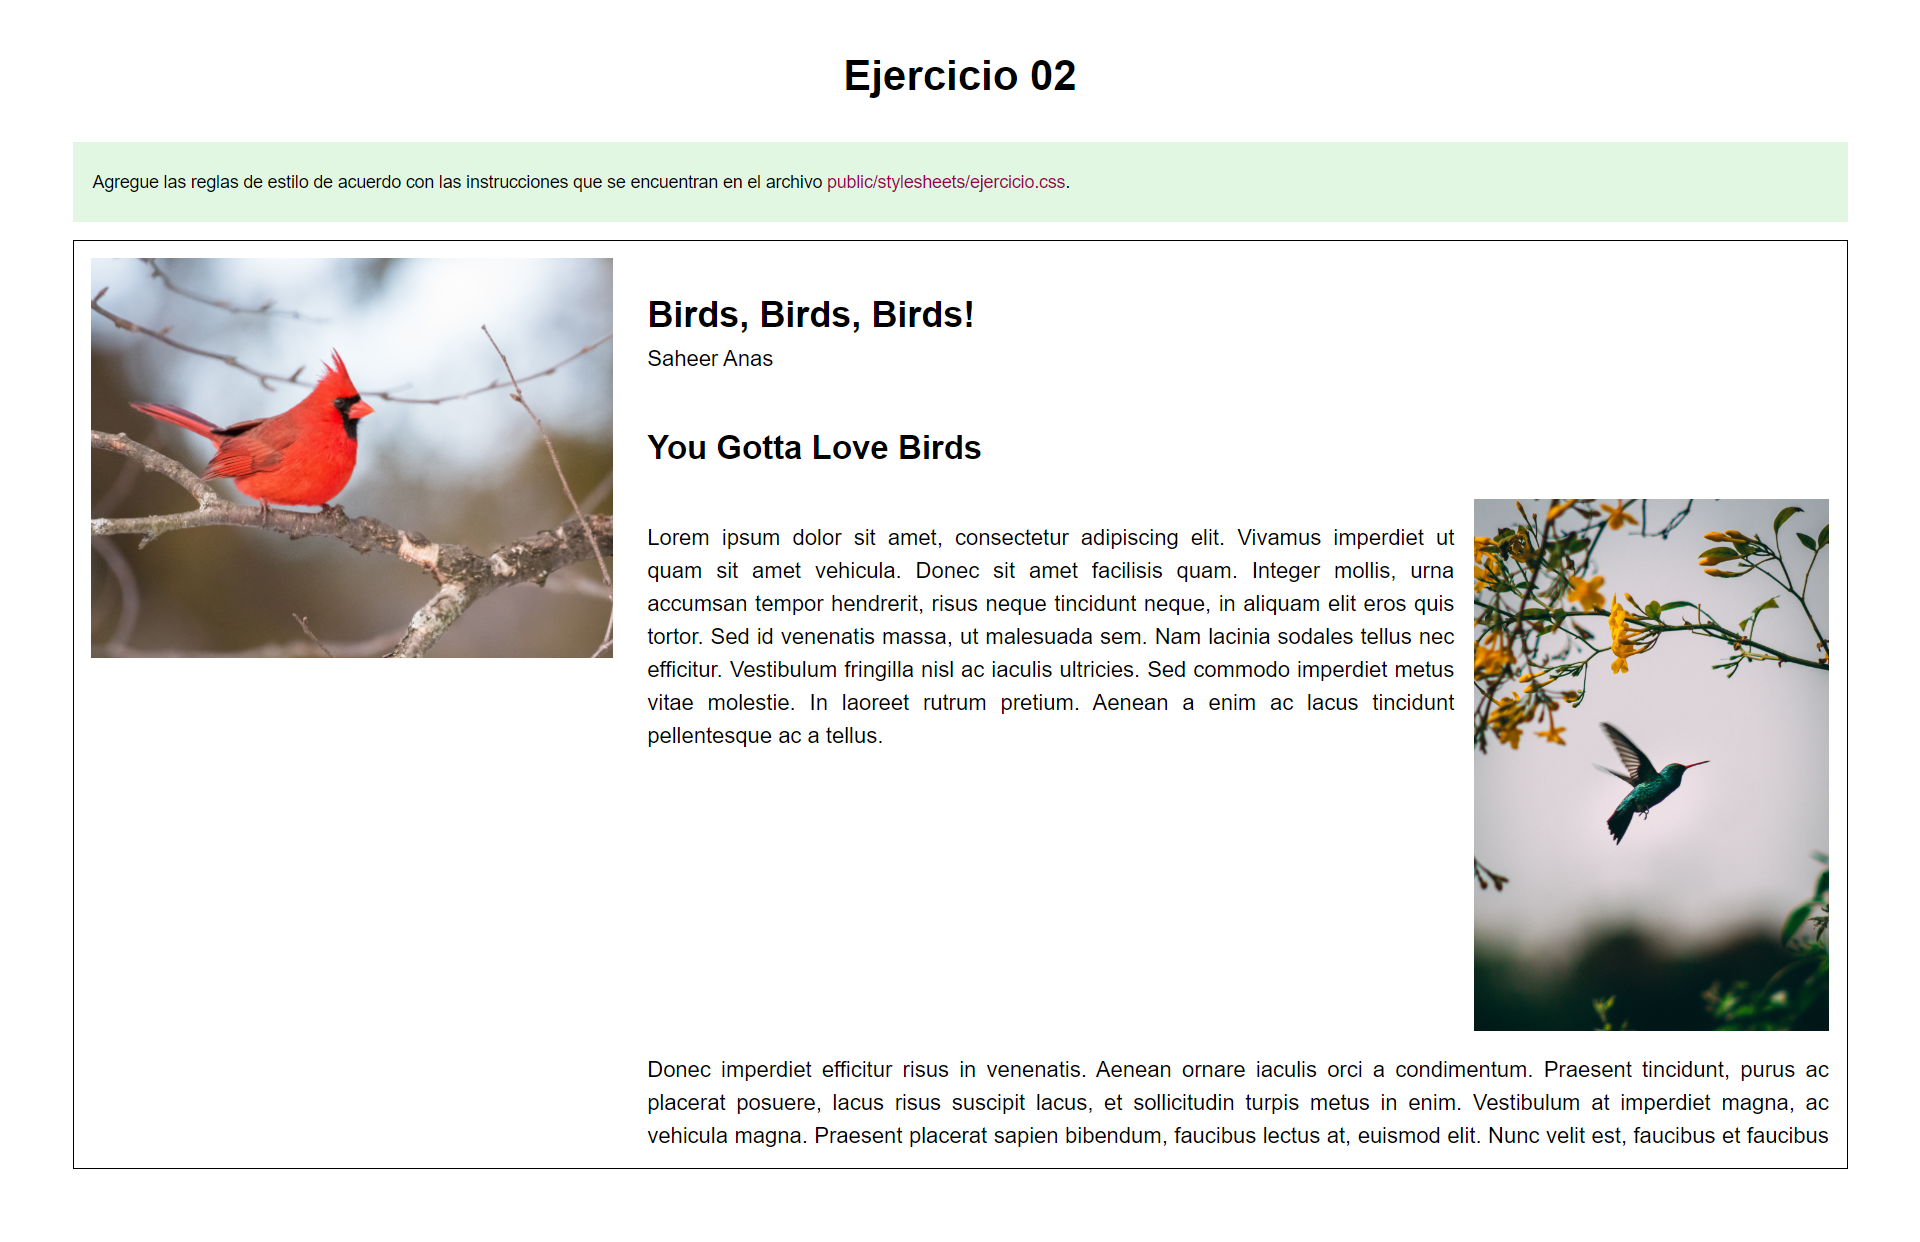 Ejercicio 02
Agregue las reglas de estilo de acuerdo con las instrucciones que se encuentran en el archivo public/stylesheets/ejercicio.css.
Birds, Birds, Birds!
Saheer Anas
You Gotta Love Birds
Lorem ipsum dolor sit amet, consectetur adipiscing elit. Vivamus imperdiet ut
quam sit amet vehicula. Donec sit amet facilisis quam. Integer mollis, urna
accumsan tempor hendrerit, risus neque tincidunt neque, in aliquam elit eros quis
tortor. Sed id venenatis massa, ut malesuada sem. Nam lacinia sodales tellus nec
efficitur. Vestibulum fringilla nisl ac iaculis ultricies. Sed commodo imperdiet metus
vitae molestie. In laoreet rutrum pretium. Aenean a enim ac lacus tincidunt
pellentesque ac a tellus.
Donec imperdiet efficitur risus in venenatis. Aenean ornare iaculis orci a condimentum. Praesent tincidunt, purus ac
placerat posuere, lacus risus suscipit lacus, et sollicitudin turpis metus in enim. Vestibulum at imperdiet magna, ac
vehicula magna. Praesent placerat sapien bibendum, faucibus lectus at, euismod elit. Nunc velit est, faucibus et faucibus